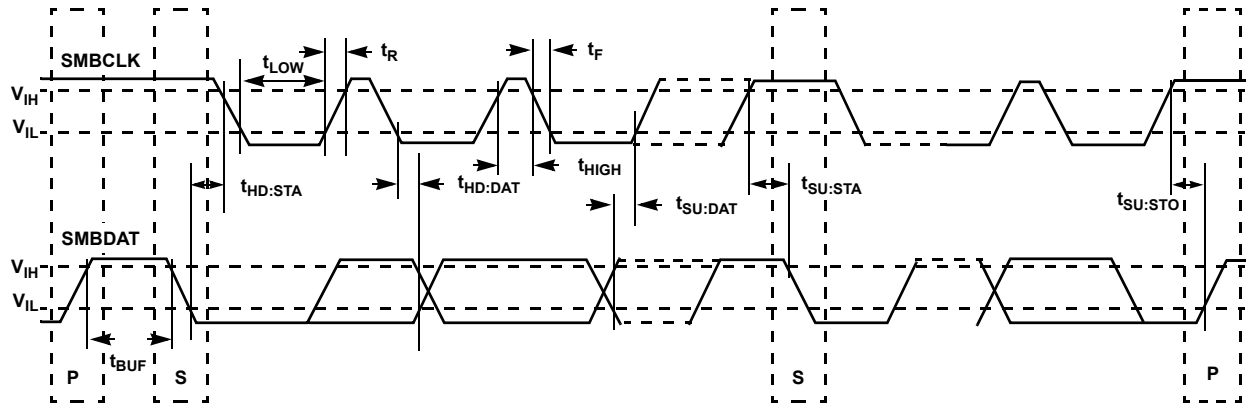 SMBCLK
t_LOW
t_R
t_F
V_IH
V_IL
t_HD:STA
t_HD:DAT
t_HIGH
t_SU:DAT
t_SU:STA
t_SU:STO
SMBDAT
V_IH
V_IL
t_BUF
P
S
S
P